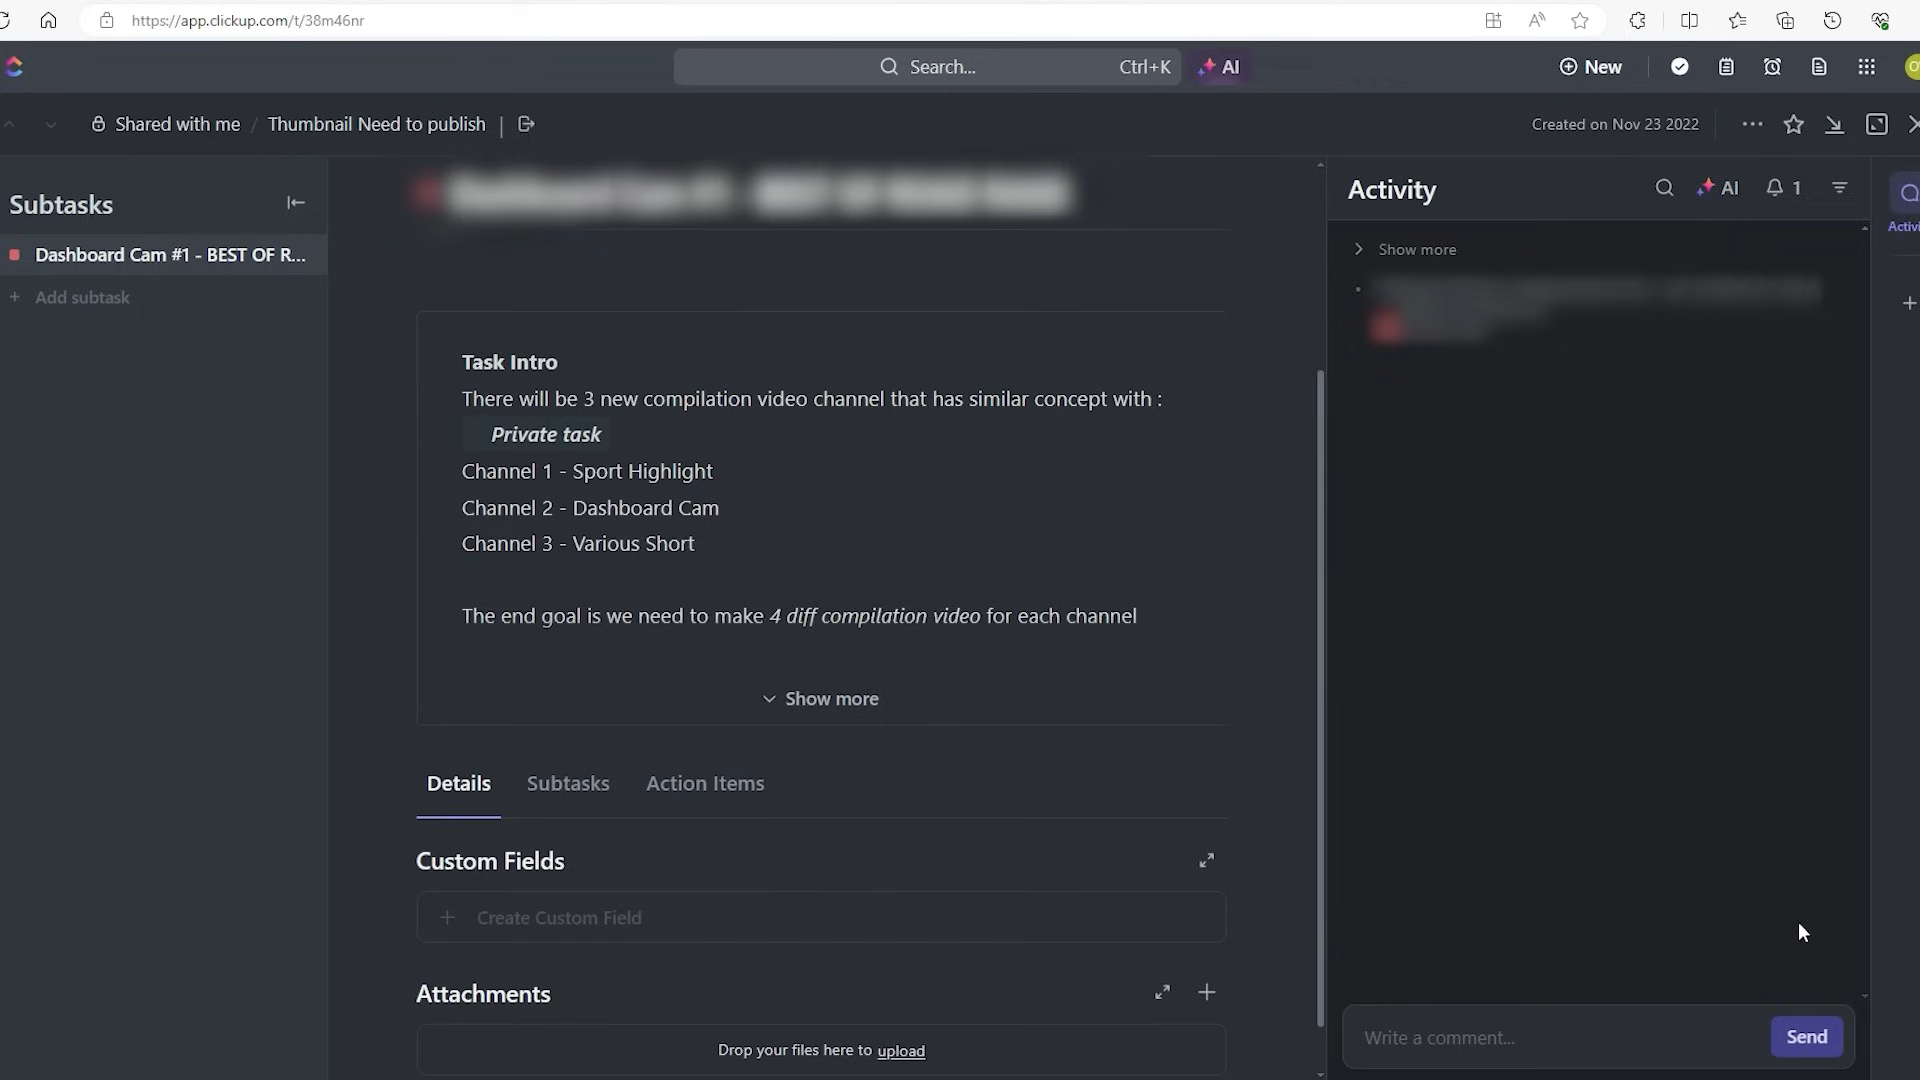 https://app.clickup.com/t/38m46nr
Search...
Ctrl+K
AI
New
Shared with me / Thumbnail Need to publish
Created on Nov 23 2022
Subtasks
Dashboard Cam #1 - BEST OF R...
+ Add subtask
Task Intro
There will be 3 new compilation video channel that has similar concept with :
Private task
Channel 1 - Sport Highlight
Channel 2 - Dashboard Cam
Channel 3 - Various Short
The end goal is we need to make 4 diff compilation video for each channel
Show more
Details
Subtasks
Action Items
Custom Fields
+ Create Custom Field
Attachments
Drop your files here to upload
Activity
AI
1
Show more
Activi
Write a comment...
Send